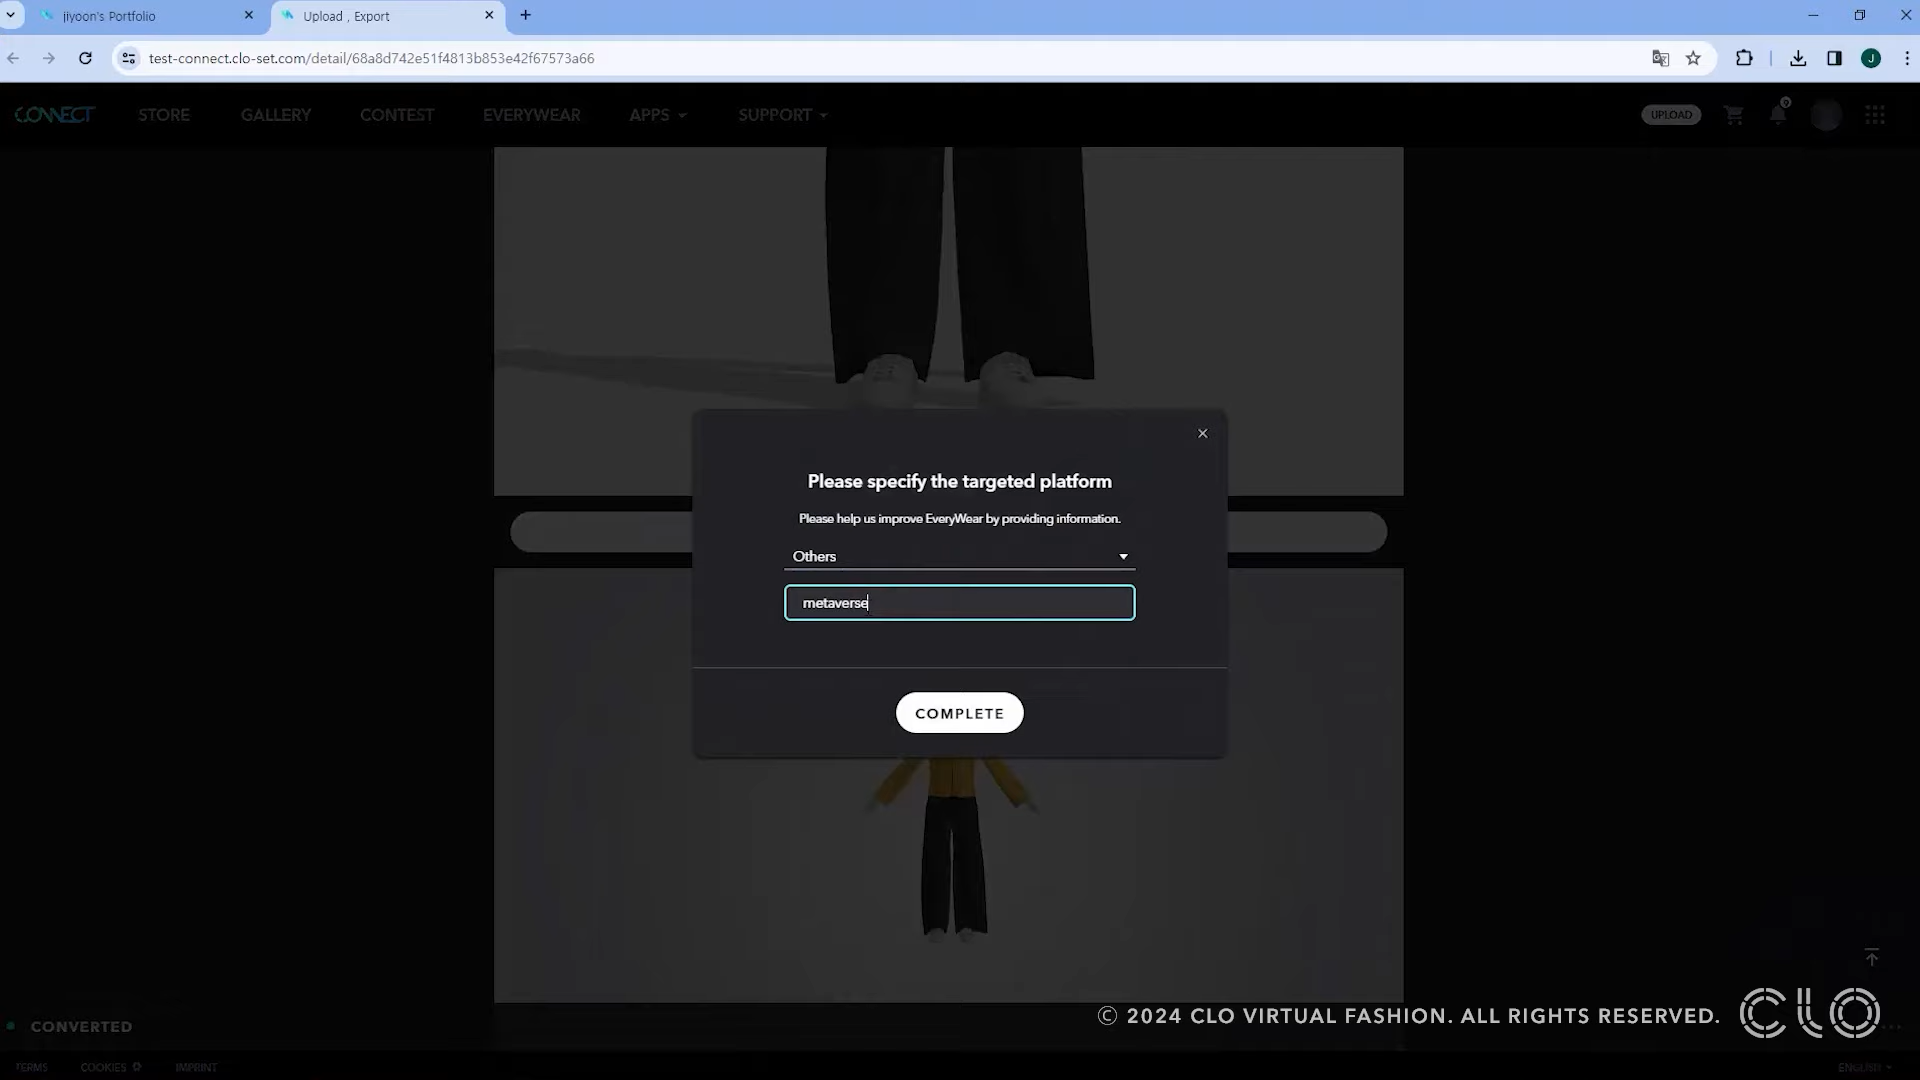 jiyoon's Portfolio
Upload , Export
test-connect.clo-set.com/detail/68a8d742e51f4813b853e42f67573a66
J
CONNECT
STORE
GALLERY
CONTEST
EVERYWEAR
APPS
SUPPORT
UPLOAD
Please specify the targeted platform
Please help us improve EveryWear by providing information.
Others
metaverse
COMPLETE
CONVERTED
© 2024 CLO VIRTUAL FASHION. ALL RIGHTS RESERVED.
CLO
TERMS
COOKIES
IMPRINT
ENGLISH